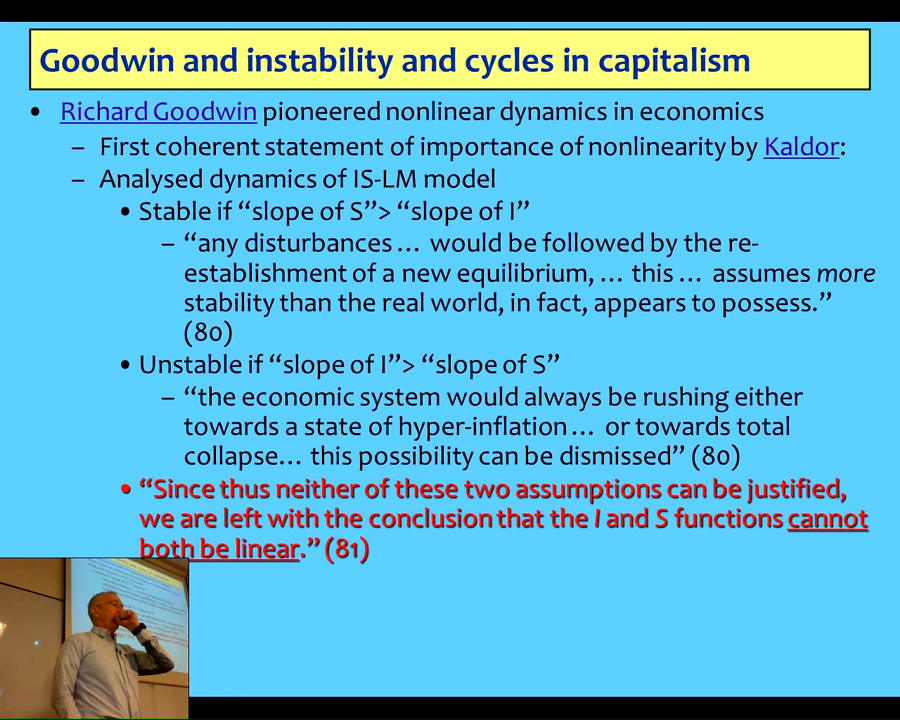 Goodwin and instability and cycles in capitalism
• Richard Goodwin pioneered nonlinear dynamics in economics
– First coherent statement of importance of nonlinearity by Kaldor:
– Analysed dynamics of IS-LM model
• Stable if “slope of S”> “slope of I”
– “any disturbances … would be followed by the re-
establishment of a new equilibrium, … this … assumes more
stability than the real world, in fact, appears to possess.”
(80)
• Unstable if “slope of I”> “slope of S”
– “the economic system would always be rushing either
towards a state of hyper-inflation… or towards total
collapse… this possibility can be dismissed” (80)
• “Since thus neither of these two assumptions can be justified,
we are left with the conclusion that the I and S functions cannot
both be linear.” (81)